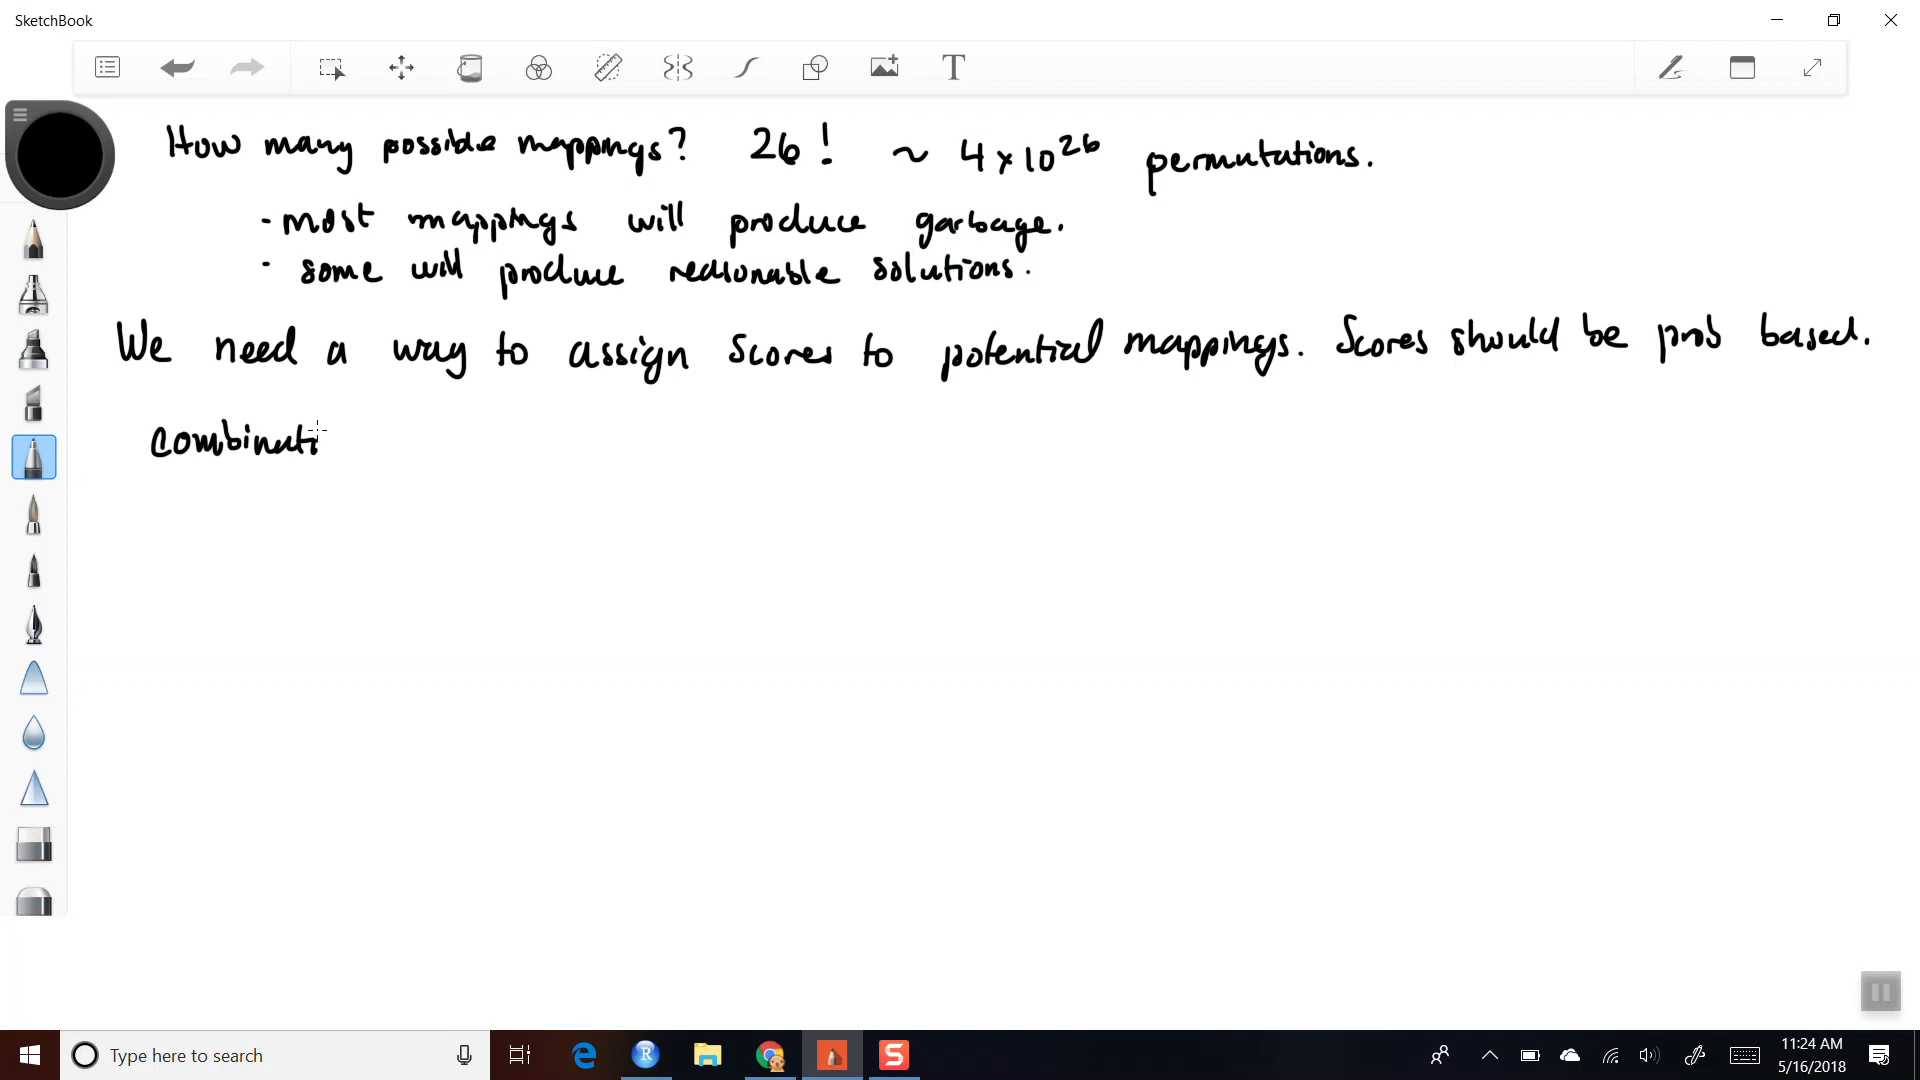 SketchBook
T
How many possible mappings? 26! ~ 4 x 10^26 permutations.
- most mappings will produce garbage.
- some will produce reasonable solutions.
We need a way to assign scores to potential mappings. Scores should be prob based.
combinati
Type here to search
11:24 AM
5/16/2018